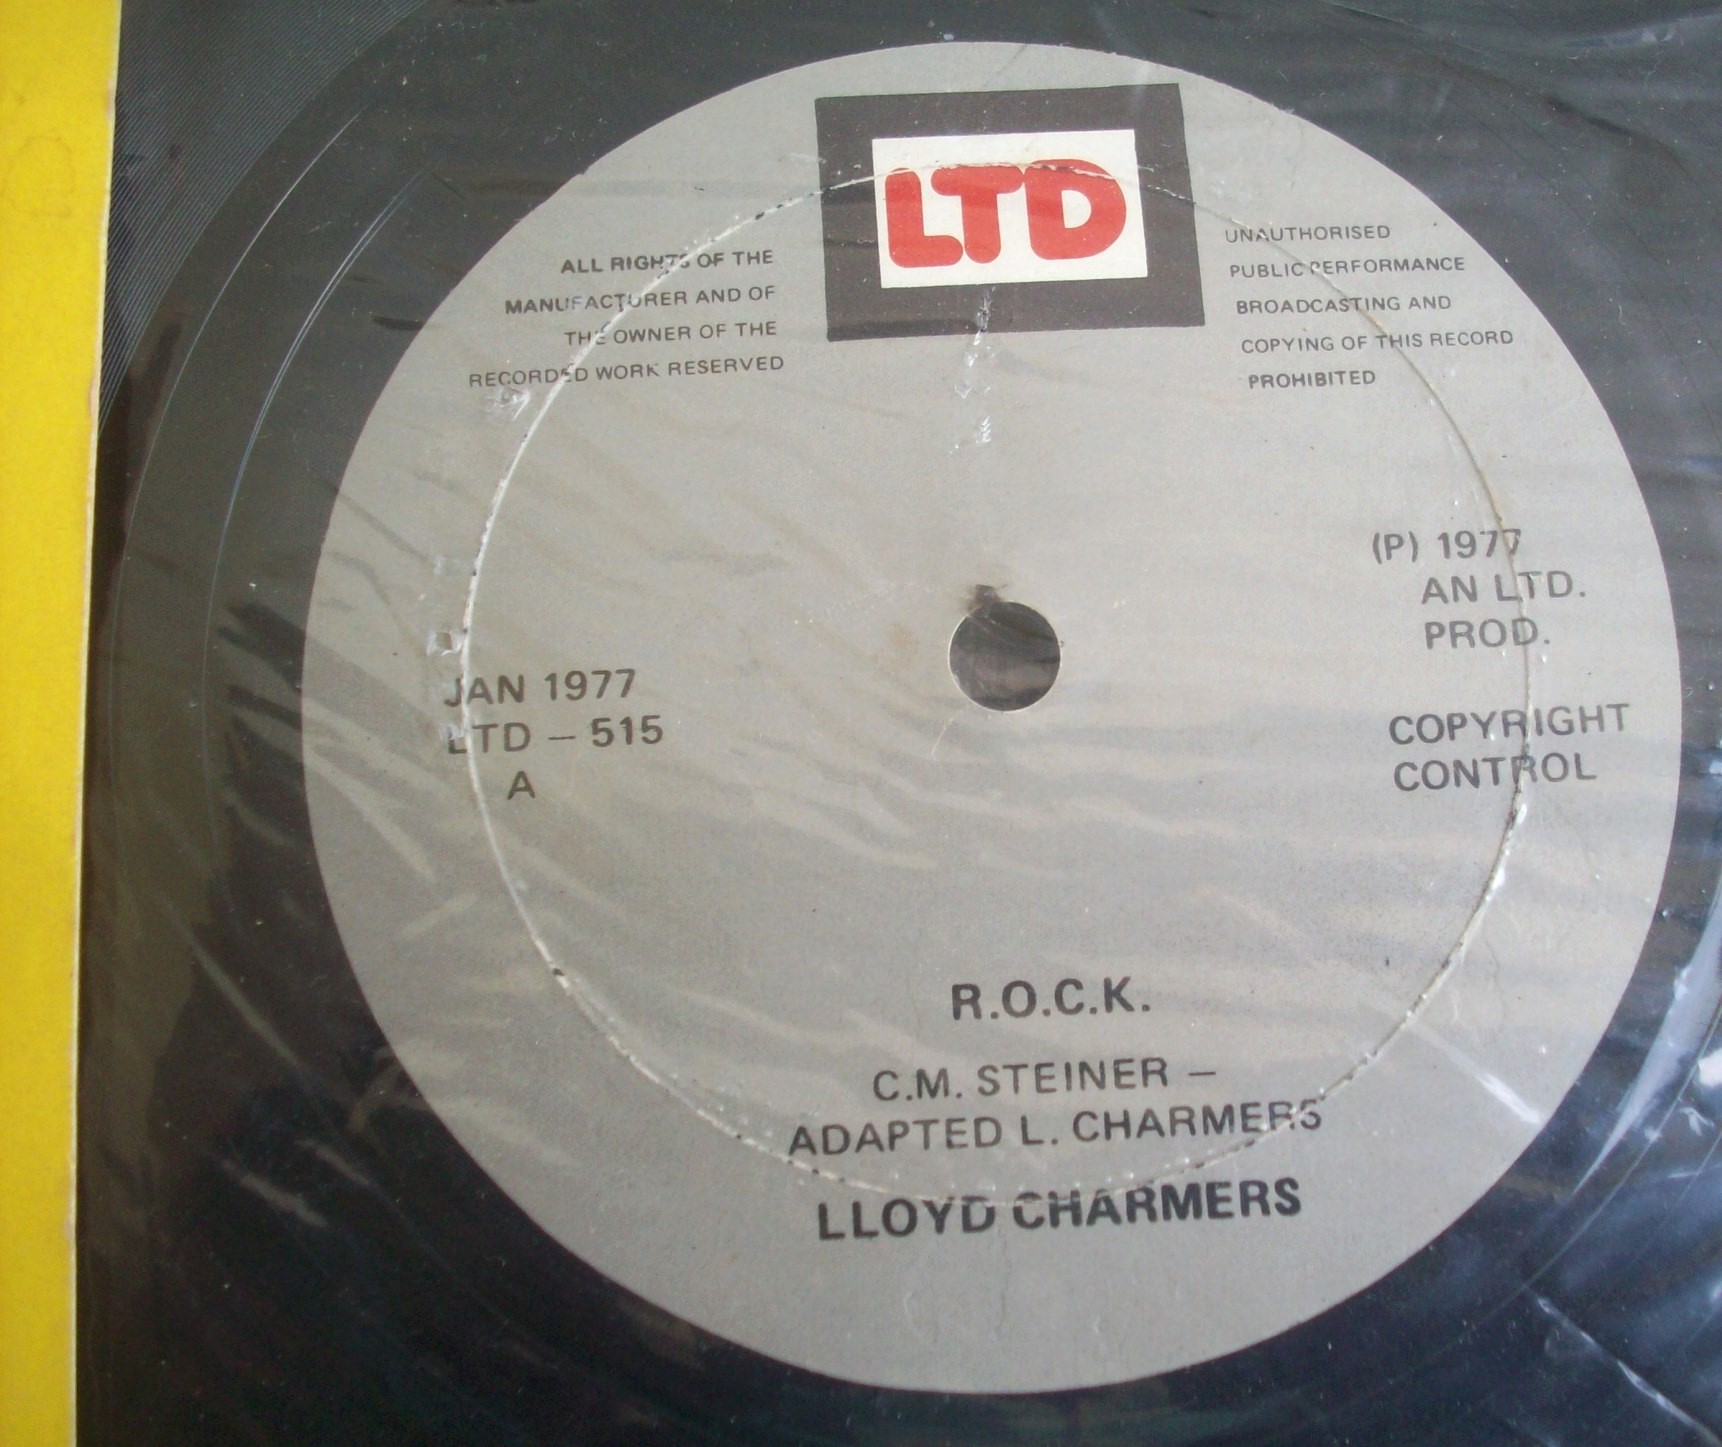 LTD
ALL RIGHTS OF THE
MANUFACTURER AND OF
THE OWNER OF THE
RECORDED WORK RESERVED
UNAUTHORISED
PUBLIC PERFORMANCE
BROADCASTING AND
COPYING OF THIS RECORD
PROHIBITED
JAN 1977
LTD – 515
A
(P) 1977
AN LTD.
PROD.
COPYRIGHT
CONTROL
R.O.C.K.
C.M. STEINER –
ADAPTED L. CHARMERS
LLOYD CHARMERS